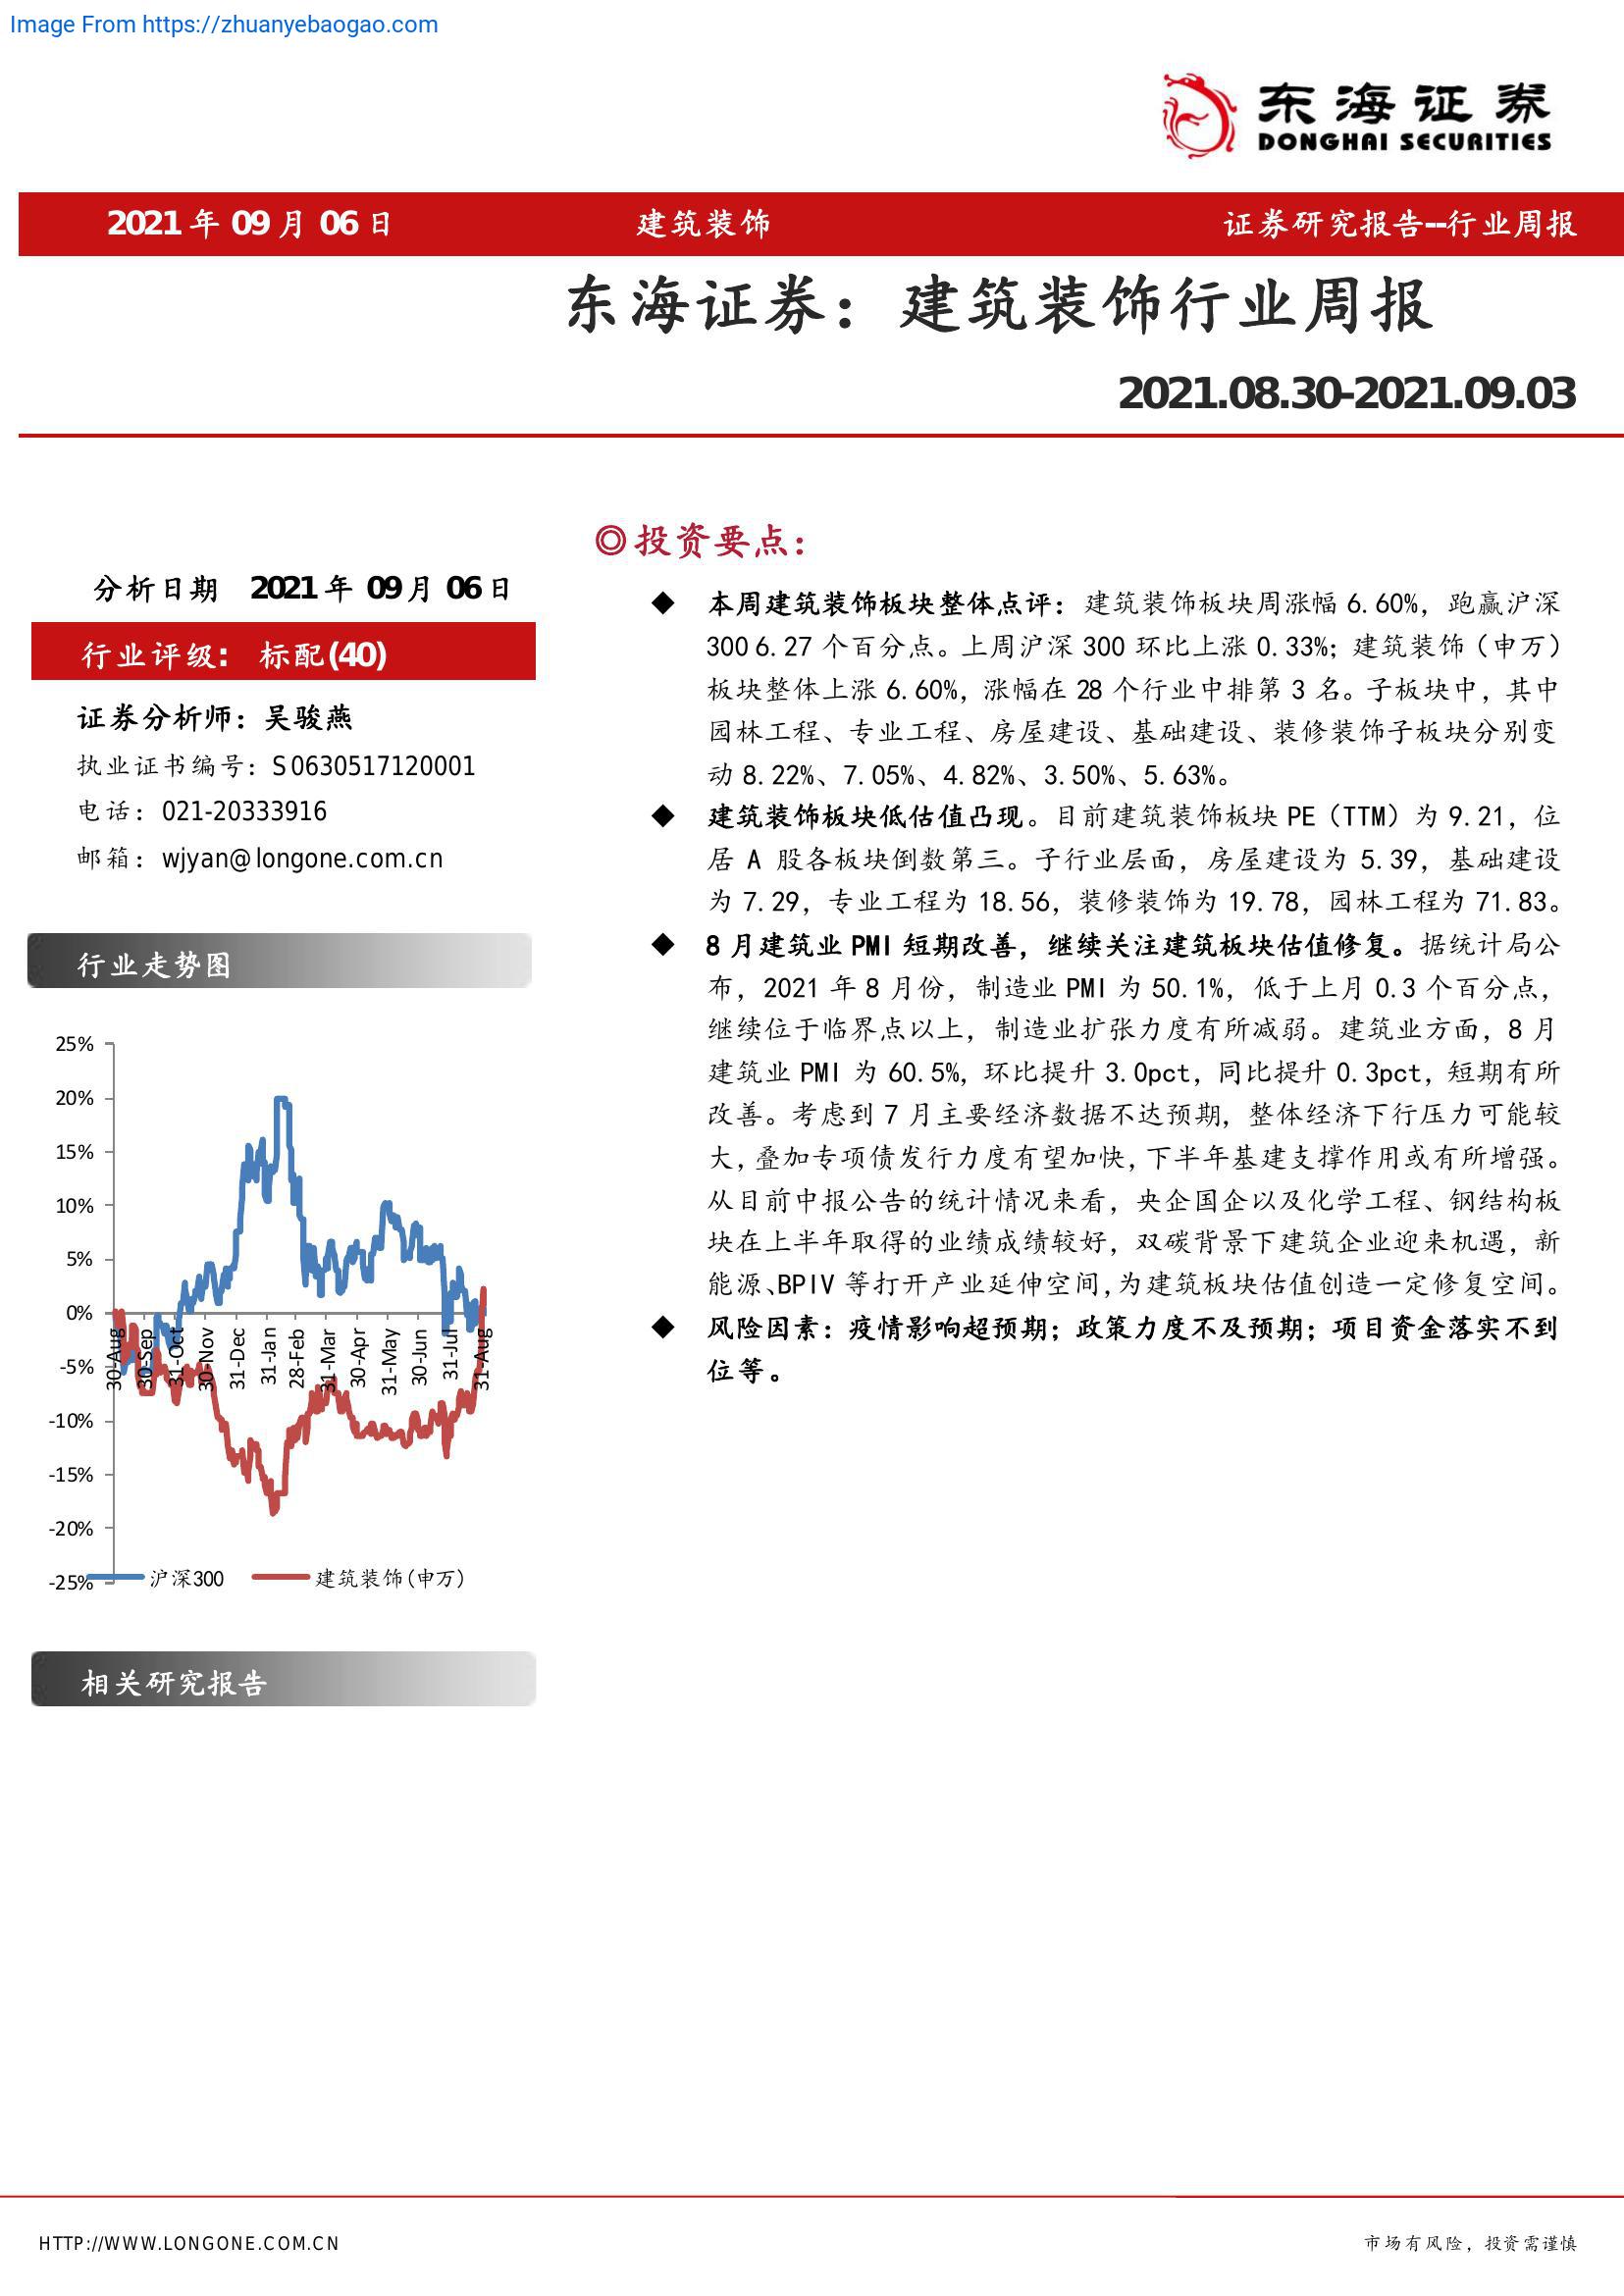 Image From https://zhuanyebaogao.com
东海证券
DONGHAI SECURITIES
2021 年 09 月 06 日 建筑装饰 证券研究报告--行业周报
东海证券：建筑装饰行业周报
2021.08.30-2021.09.03
分析日期 2021 年 09 月 06 日
行业评级： 标配(40)
证券分析师：吴骏燕
执业证书编号：S0630517120001
电话：021-20333916
邮箱：wjyan@longone.com.cn
行业走势图
25%
20%
15%
10%
5%
0%
-5%
-10%
-15%
-20%
-25%
30-Aug
30-Sep
31-Oct
30-Nov
31-Dec
31-Jan
28-Feb
31-Mar
30-Apr
31-May
30-Jun
31-Jul
31-Aug
沪深300 建筑装饰(申万)
相关研究报告
◎投资要点：
◆ 本周建筑装饰板块整体点评：建筑装饰板块周涨幅 6.60%，跑赢沪深
300 6.27 个百分点。上周沪深 300 环比上涨 0.33%；建筑装饰（申万）
板块整体上涨 6.60%，涨幅在 28 个行业中排第 3 名。子板块中，其中
园林工程、专业工程、房屋建设、基础建设、装修装饰子板块分别变
动 8.22%、7.05%、4.82%、3.50%、5.63%。
◆ 建筑装饰板块低估值凸现。目前建筑装饰板块 PE（TTM）为 9.21，位
居 A 股各板块倒数第三。子行业层面，房屋建设为 5.39，基础建设
为 7.29，专业工程为 18.56，装修装饰为 19.78，园林工程为 71.83。
◆ 8 月建筑业 PMI 短期改善，继续关注建筑板块估值修复。据统计局公
布，2021 年 8 月份，制造业 PMI 为 50.1%，低于上月 0.3 个百分点，
继续位于临界点以上，制造业扩张力度有所减弱。建筑业方面，8 月
建筑业 PMI 为 60.5%，环比提升 3.0pct，同比提升 0.3pct，短期有所
改善。考虑到 7 月主要经济数据不达预期，整体经济下行压力可能较
大，叠加专项债发行力度有望加快，下半年基建支撑作用或有所增强。
从目前中报公告的统计情况来看，央企国企以及化学工程、钢结构板
块在上半年取得的业绩成绩较好，双碳背景下建筑企业迎来机遇，新
能源、BPIV 等打开产业延伸空间，为建筑板块估值创造一定修复空间。
◆ 风险因素：疫情影响超预期；政策力度不及预期；项目资金落实不到
位等。
HTTP://WWW.LONGONE.COM.CN 市场有风险，投资需谨慎